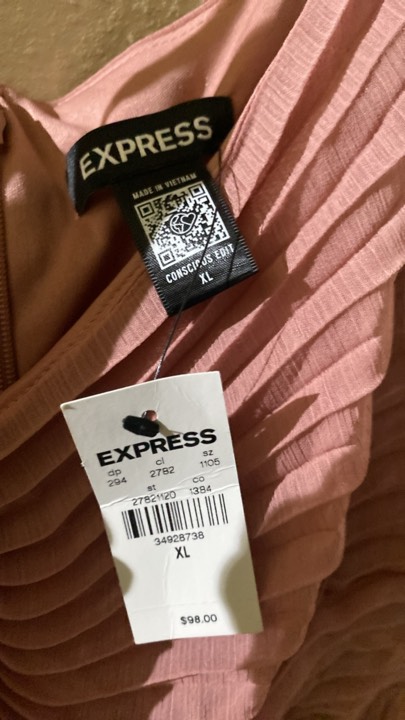 EXPRESS
MADE IN VIETNAM
CONSCIOUS EDIT
XL
EXPRESS
dp cl sz
294 2782 1105
st co
27821120 1384
34928738
XL
$98.00